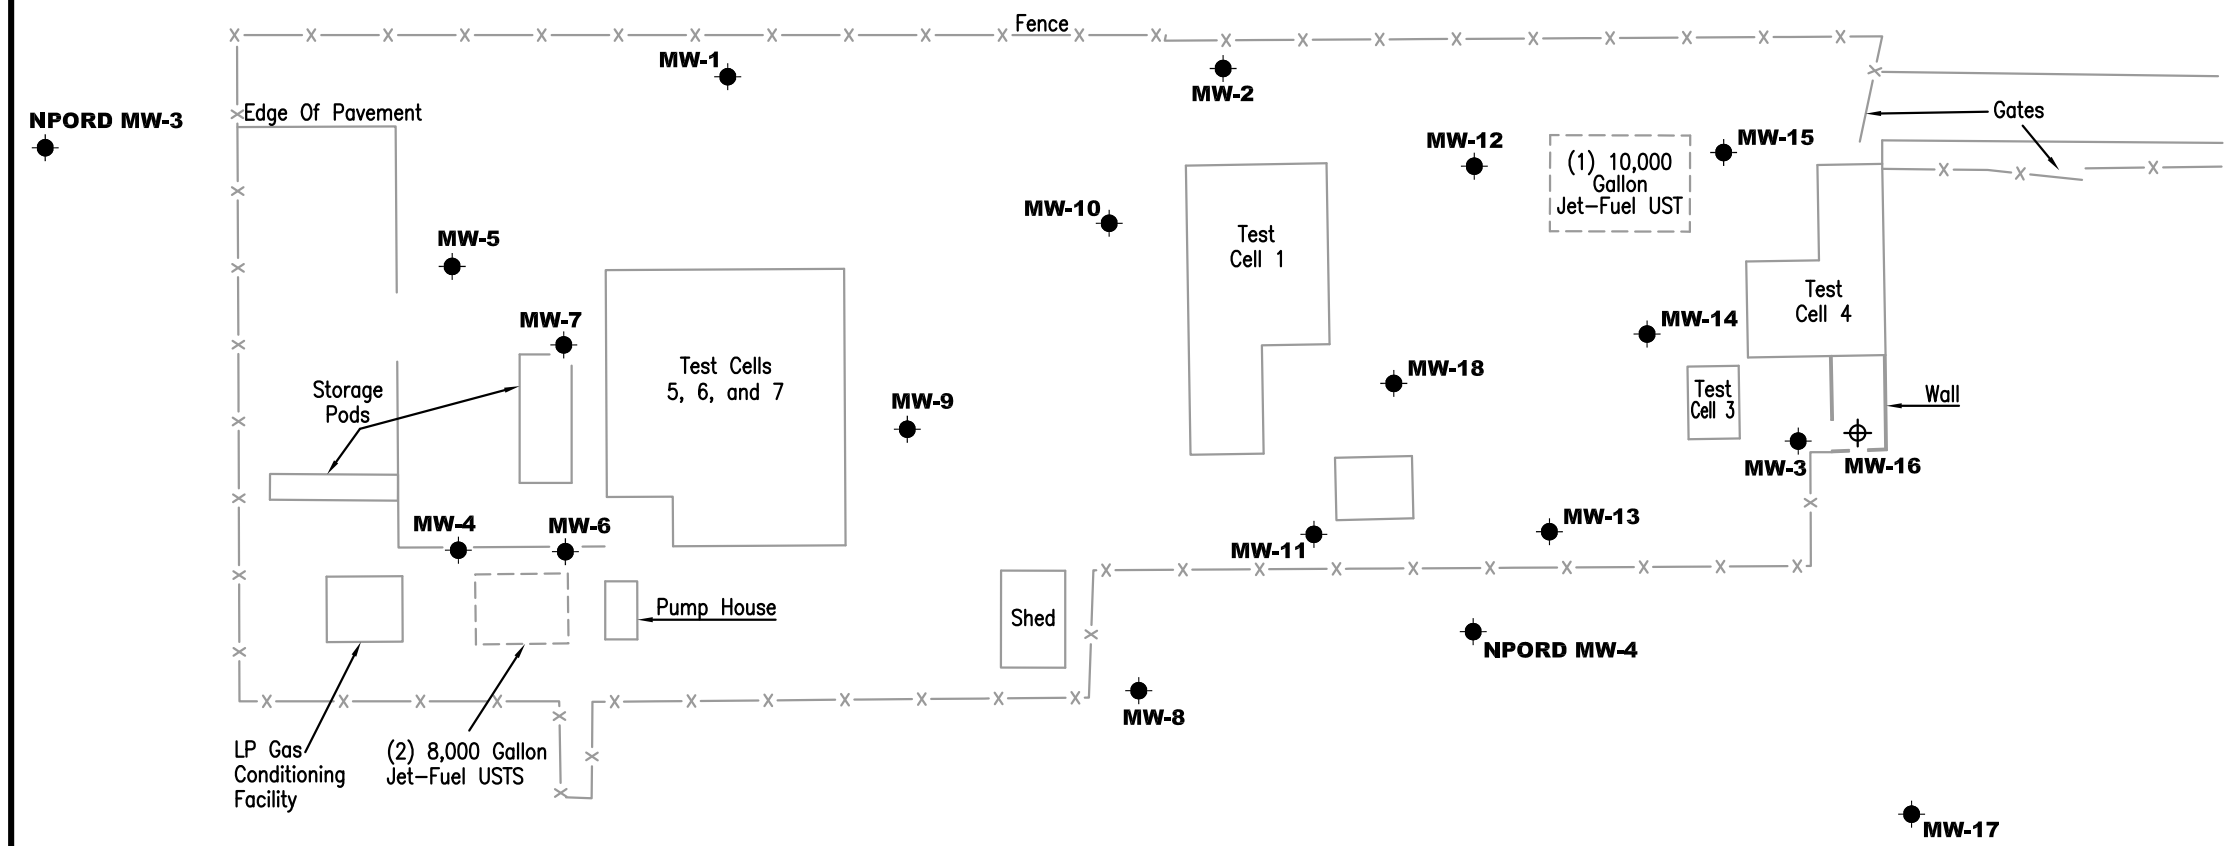 Fence
MW-1
MW-2
NPORD MW-3
Edge Of Pavement
Gates
MW-12
MW-15
(1) 10,000
Gallon
Jet-Fuel UST
MW-10
MW-5
Test
Cell 1
MW-7
Test
Cell 4
MW-14
Test Cells
5, 6, and 7
MW-18
Storage
Pods
Test
Cell 3
Wall
MW-9
MW-3
MW-16
MW-4
MW-6
MW-13
MW-11
Pump House
Shed
NPORD MW-4
MW-8
LP Gas
Conditioning
Facility
(2) 8,000 Gallon
Jet-Fuel USTS
MW-17